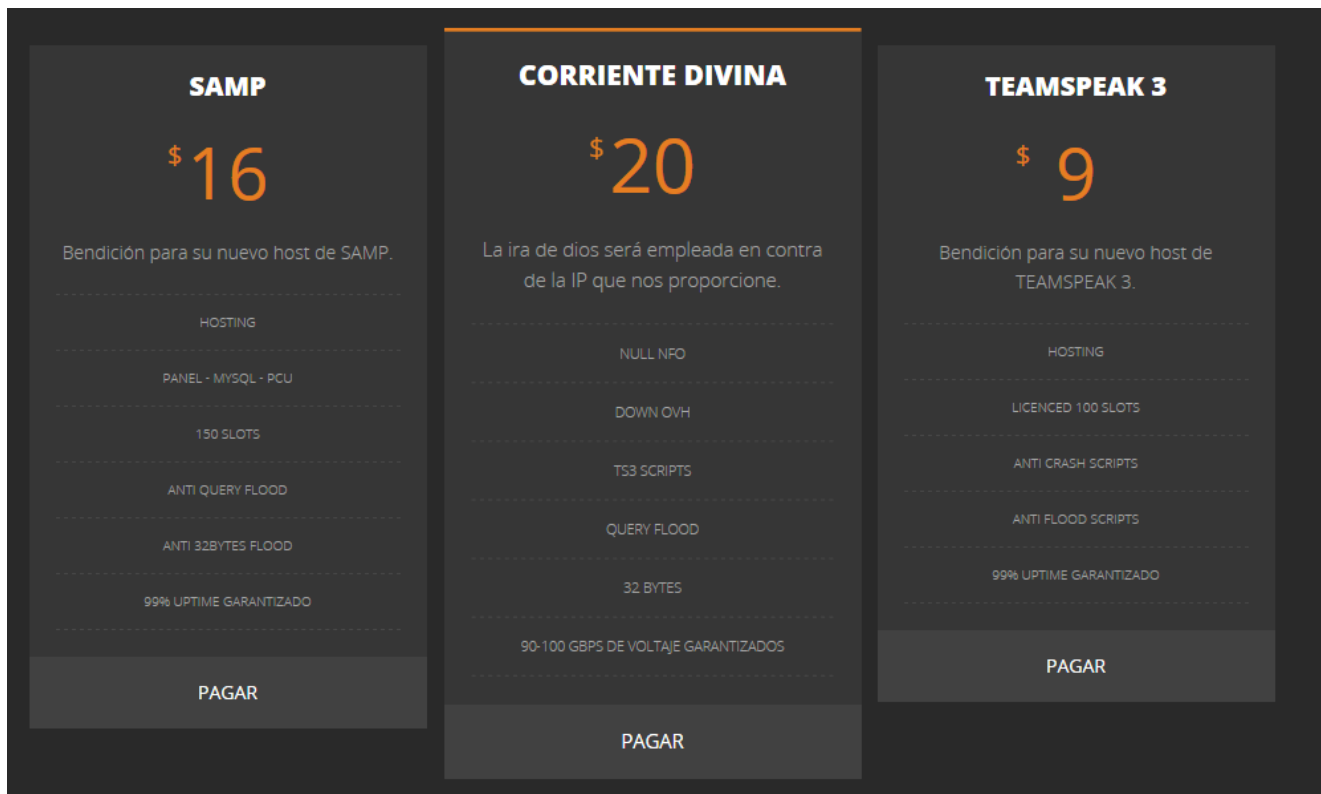 SAMP
$16
Bendición para su nuevo host de SAMP.
HOSTING
PANEL - MYSQL - PCU
150 SLOTS
ANTI QUERY FLOOD
ANTI 32BYTES FLOOD
99% UPTIME GARANTIZADO
PAGAR
CORRIENTE DIVINA
$20
La ira de dios será empleada en contra
de la IP que nos proporcione.
NULL NFO
DOWN OVH
TS3 SCRIPTS
QUERY FLOOD
32 BYTES
90-100 GBPS DE VOLTAJE GARANTIZADOS
PAGAR
TEAMSPEAK 3
$ 9
Bendición para su nuevo host de
TEAMSPEAK 3.
HOSTING
LICENCED 100 SLOTS
ANTI CRASH SCRIPTS
ANTI FLOOD SCRIPTS
99% UPTIME GARANTIZADO
PAGAR